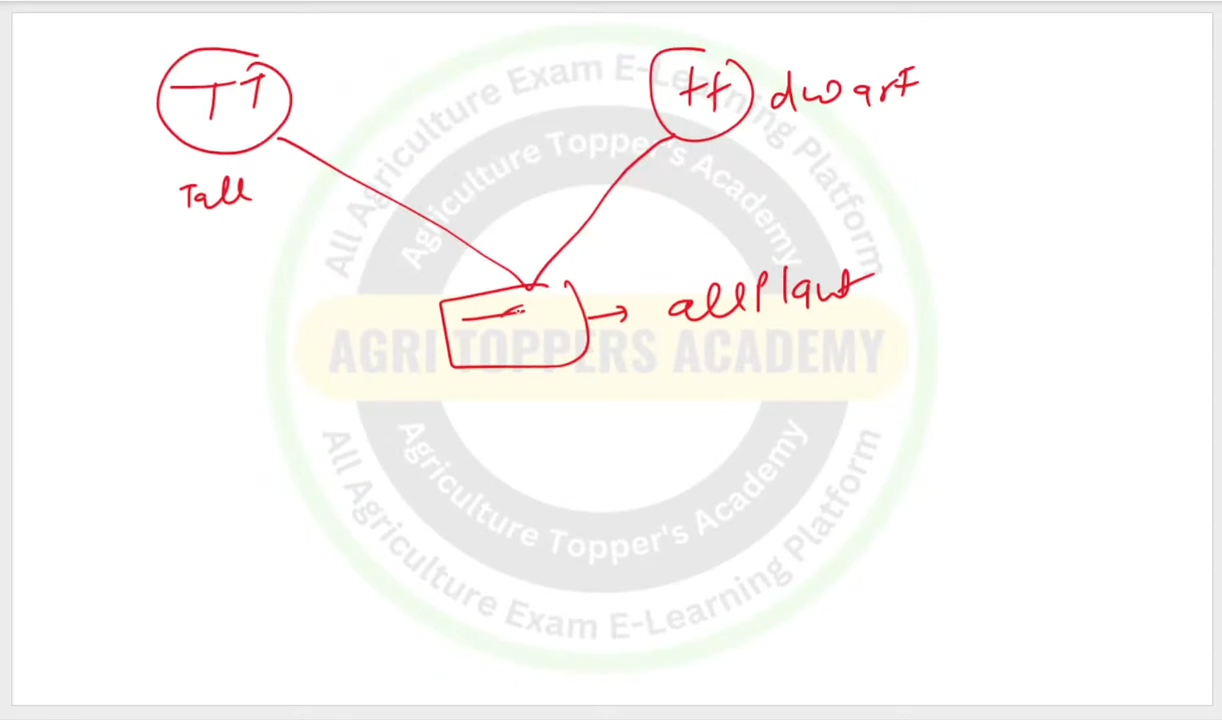 TT
tt dwarf
Tall
all Plant
All Agriculture Exam E-Learning Platform
Agriculture Topper's Academy
AGRI TOPPERS ACADEMY
Agriculture Topper's Academy
All Agriculture Exam E-Learning Platform